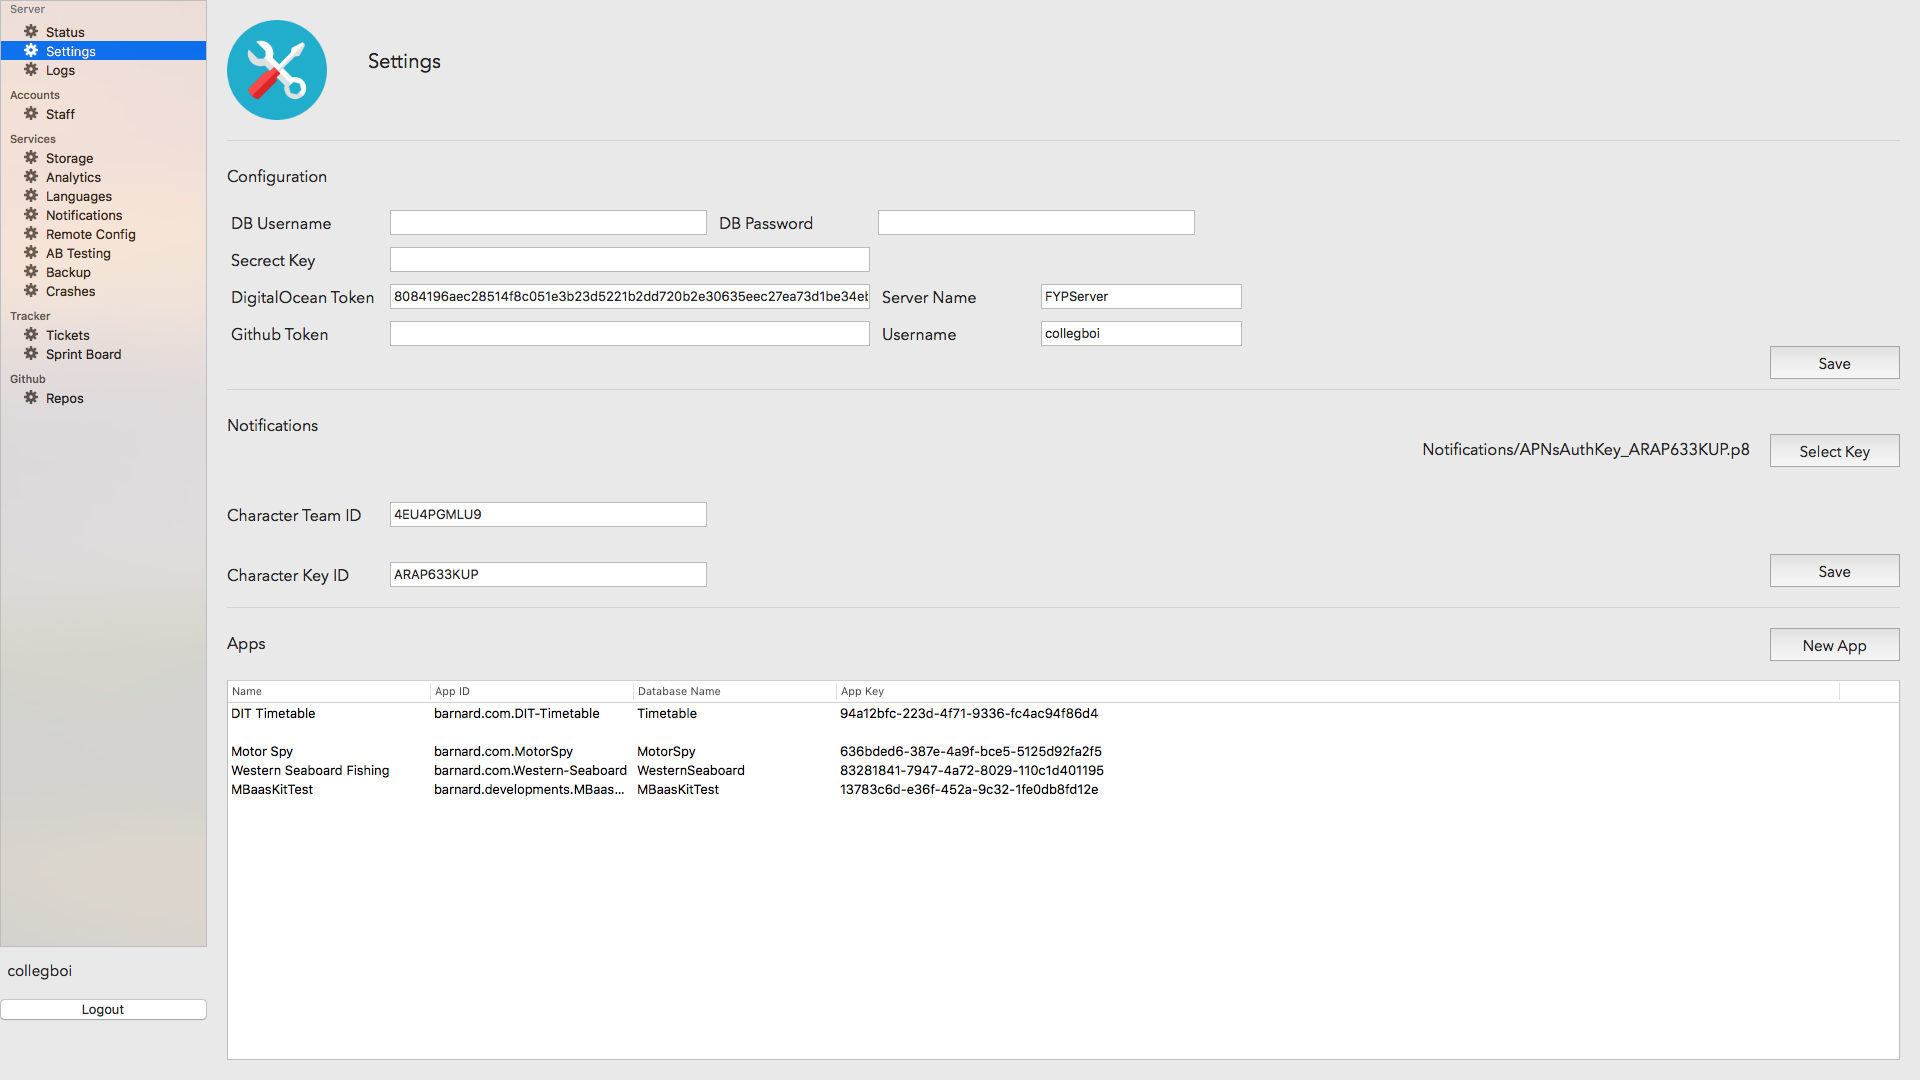 Server
Status
Settings
Logs
Accounts
Staff
Services
Storage
Analytics
Languages
Notifications
Remote Config
AB Testing
Backup
Crashes
Tracker
Tickets
Sprint Board
Github
Repos
collegboi
Logout
Settings
Configuration
DB Username DB Password
Secrect Key
DigitalOcean Token 8084196aec28514f8c051e3b23d5221b2dd720b2e30635eec27ea73d1be34eb Server Name FYPServer
Github Token Username collegboi
Save
Notifications
Notifications/APNsAuthKey_ARAP633KUP.p8 Select Key
Character Team ID 4EU4PGMLU9
Character Key ID ARAP633KUP Save
Apps New App
Name App ID Database Name App Key
DIT Timetable barnard.com.DIT-Timetable Timetable 94a12bfc-223d-4f71-9336-fc4ac94f86d4
Motor Spy barnard.com.MotorSpy MotorSpy 636bded6-387e-4a9f-bce5-5125d92fa2f5
Western Seaboard Fishing barnard.com.Western-Seaboard WesternSeaboard 83281841-7947-4a72-8029-110c1d401195
MBaasKitTest barnard.developments.MBaas... MBaasKitTest 13783c6d-e36f-452a-9c32-1fe0db8fd12e